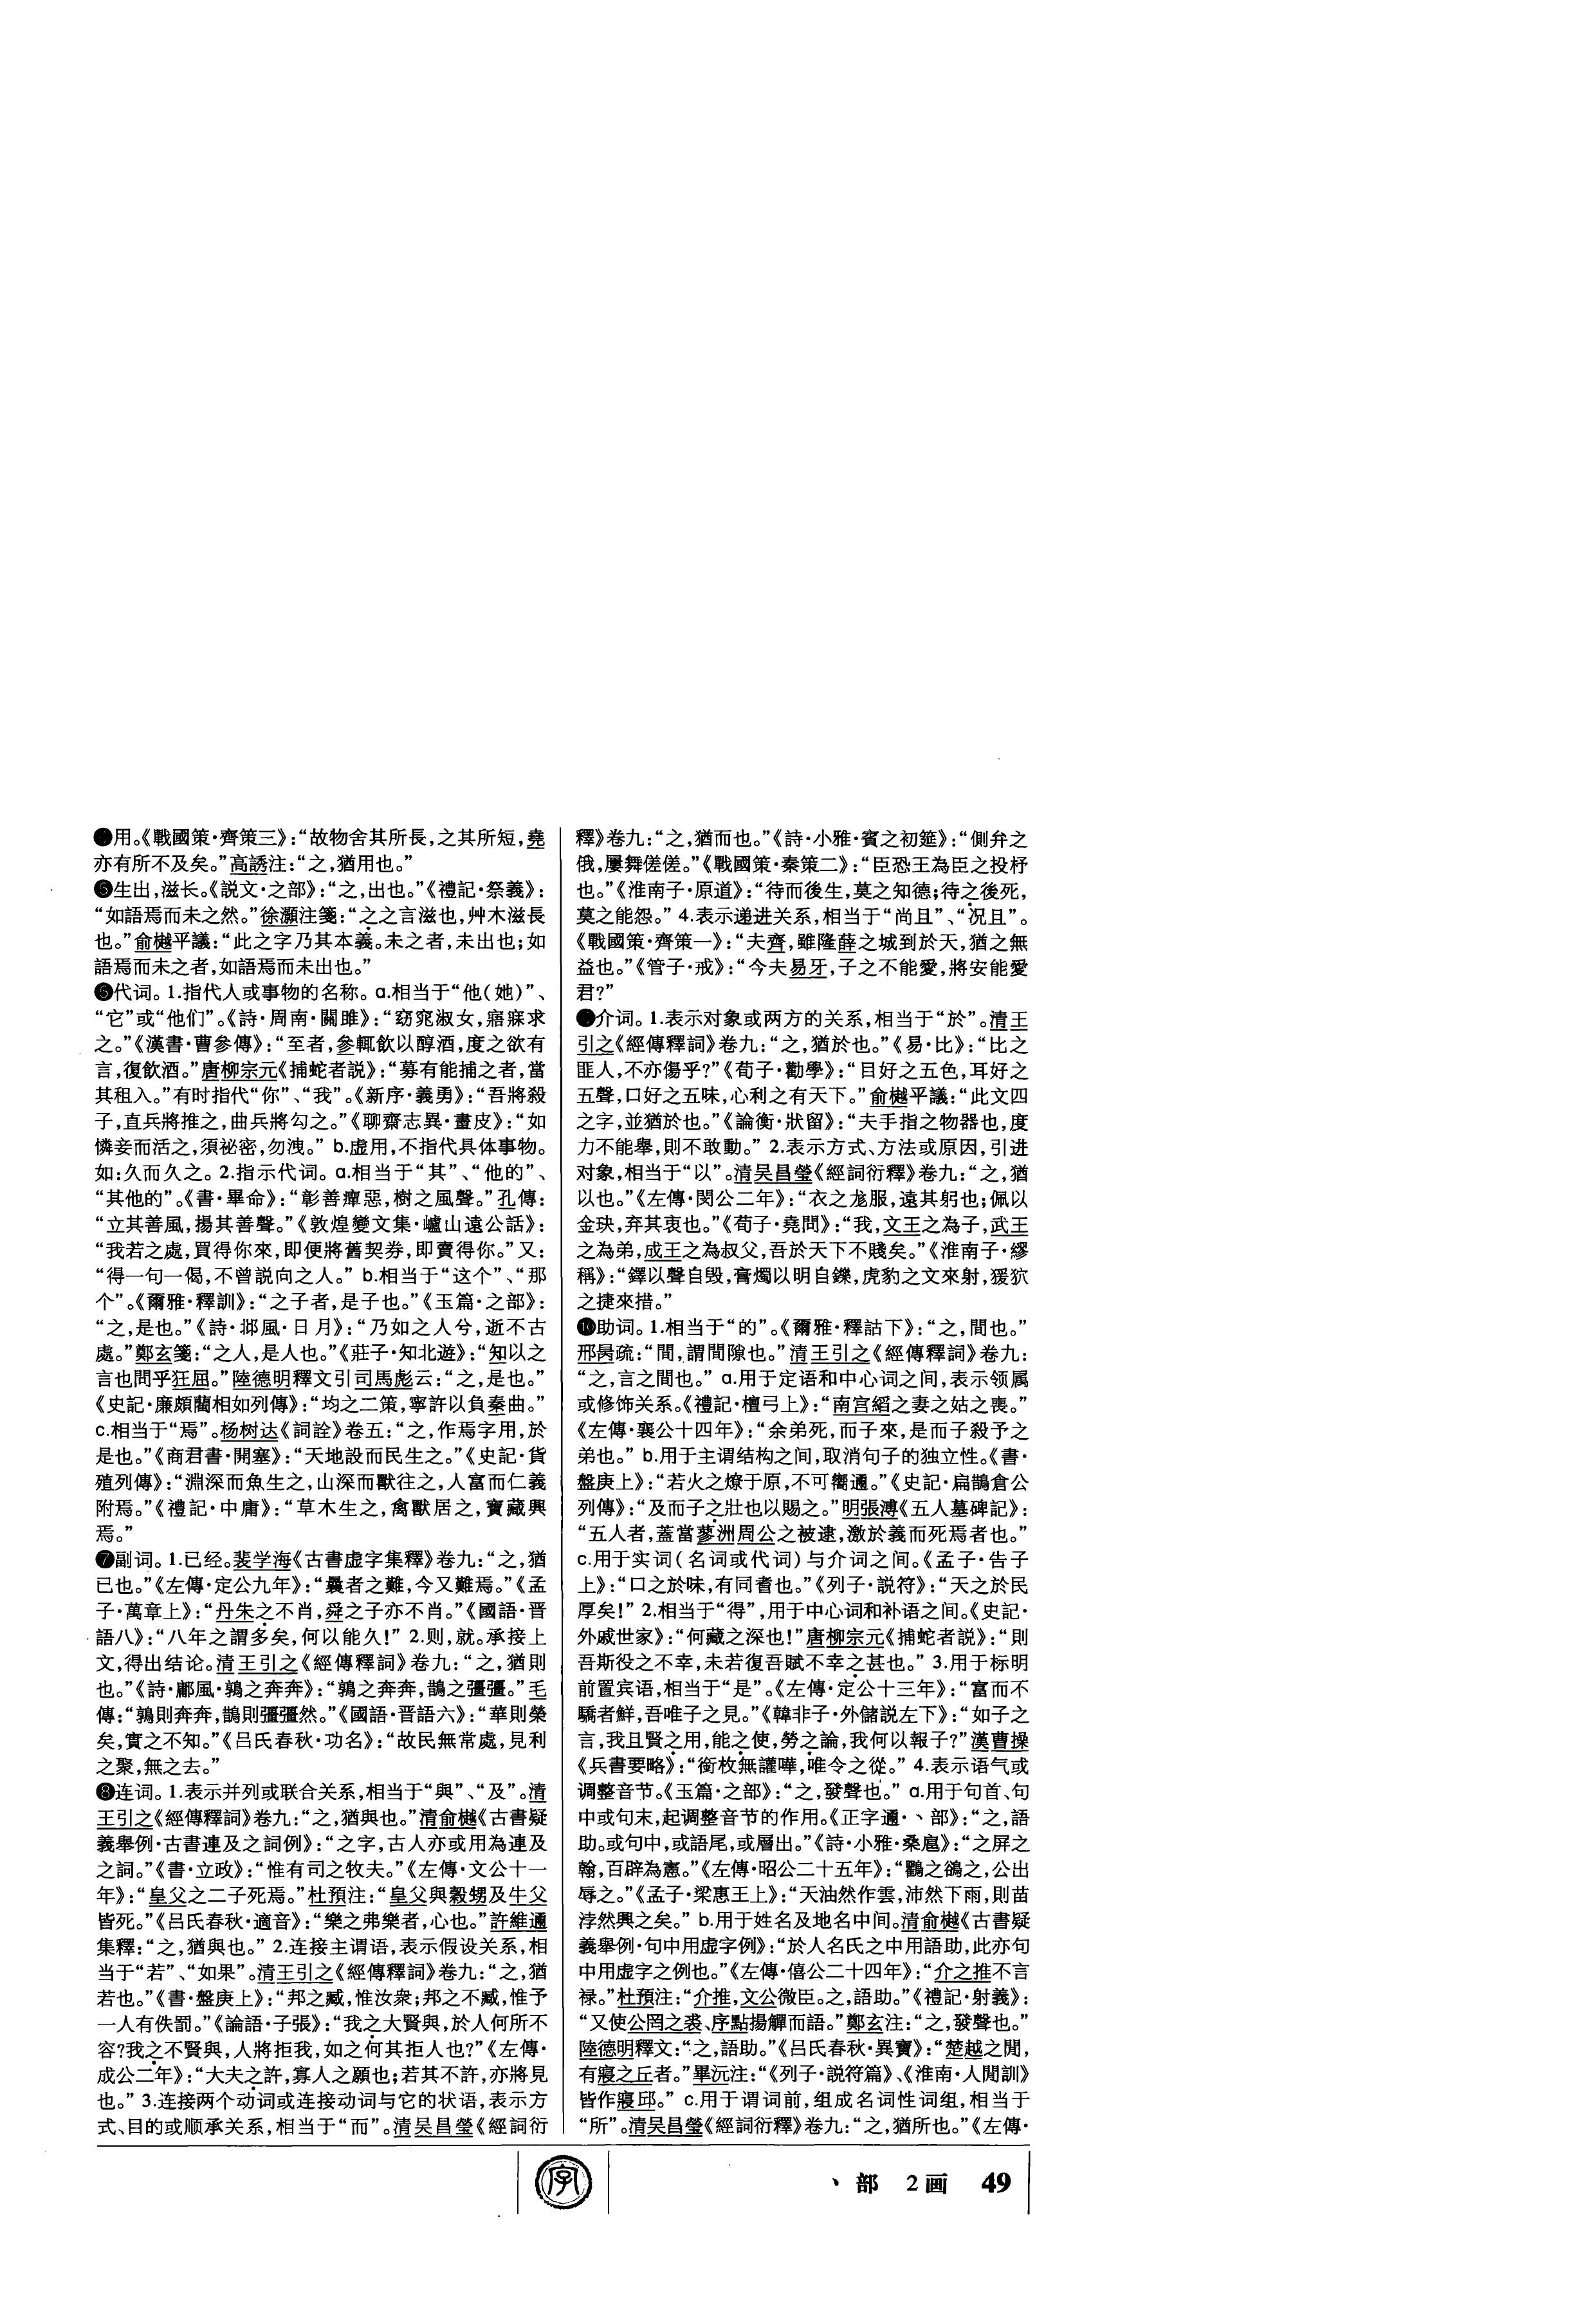 用。《戰國策·齊策三》：“故物舍其所長，之其所短，堯
亦有所不及矣。”高誘注：“之，猶用也。”
❺生出，滋长。《説文·之部》：“之，出也。”《禮記·祭義》：
“如語焉而未之然。”徐灝注箋：“之之言滋也，艸木滋長
也。”俞樾平議：“此之字乃其本義。未之者，未出也；如
語焉而未之者，如語焉而未出也。”
❻代词。1.指代人或事物的名称。a.相当于“他（她）”、
“它”或“他们”。《詩·周南·關雎》：“窈窕淑女，寤寐求
之。”《漢書·曹參傳》：“至者，參輒飲以醇酒，度之欲有
言，復飲酒。”唐柳宗元《捕蛇者説》：“募有能捕之者，當
其租入。”有时指代“你”、“我”。《新序·義勇》：“吾將殺
子，直兵將推之，曲兵將勾之。”《聊齋志異·畫皮》：“如
憐妾而活之，須祕密，勿洩。” b.虚用，不指代具体事物。
如：久而久之。2.指示代词。a.相当于“其”、“他的”、
“其他的”。《書·畢命》：“彰善癉惡，樹之風聲。”孔傳：
“立其善風，揚其善聲。”《敦煌變文集·廬山遠公話》：
“我若之處，買得你來，即便將舊契券，即賣得你。”又：
“得一句一偈，不曾説向之人。” b.相当于“这个”、“那
个”。《爾雅·釋訓》：“之子者，是子也。”《玉篇·之部》：
“之，是也。”《詩·邶風·日月》：“乃如之人兮，逝不古
處。”鄭玄箋：“之人，是人也。”《莊子·知北遊》：“知以之
言也問乎狂屈。”陸德明釋文引司馬彪云：“之，是也。”
《史記·廉頗藺相如列傳》：“均之二策，寧許以負秦曲。”
c.相当于“焉”。杨树达《詞詮》卷五：“之，作焉字用，於
是也。”《商君書·開塞》：“天地設而民生之。”《史記·貨
殖列傳》：“淵深而魚生之，山深而獸往之，人富而仁義
附焉。”《禮記·中庸》：“草木生之，禽獸居之，寶藏興
焉。”
❼副词。1.已经。裴学海《古書虚字集釋》卷九：“之，猶
已也。”《左傳·定公九年》：“曩者之難，今又難焉。”《孟
子·萬章上》：“丹朱之不肖，舜之子亦不肖。”《國語·晋
語八》：“八年之謂多矣，何以能久！” 2.则，就。承接上
文，得出结论。清王引之《經傳釋詞》卷九：“之，猶則
也。”《詩·鄘風·鶉之奔奔》：“鶉之奔奔，鵲之彊彊。”毛
傳：“鶉則奔奔，鵲則彊彊然。”《國語·晋語六》：“華則榮
矣，實之不知。”《吕氏春秋·功名》：“故民無常處，見利
之聚，無之去。”
❽连词。1.表示并列或联合关系，相当于“與”、“及”。清
王引之《經傳釋詞》卷九：“之，猶與也。”清俞樾《古書疑
義舉例·古書連及之詞例》：“之字，古人亦或用為連及
之詞。”《書·立政》：“惟有司之牧夫。”《左傳·文公十一
年》：“皇父之二子死焉。”杜預注：“皇父與穀甥及牛父
皆死。”《吕氏春秋·適音》：“樂之弗樂者，心也。”許維遹
集釋：“之，猶與也。” 2.连接主谓语，表示假设关系，相
当于“若”、“如果”。清王引之《經傳釋詞》卷九：“之，猶
若也。”《書·盤庚上》：“邦之臧，惟汝衆；邦之不臧，惟予
一人有佚罰。”《論語·子張》：“我之大賢與，於人何所不
容？我之不賢與，人將拒我，如之何其拒人也？”《左傳·
成公二年》：“大夫之許，寡人之願也；若其不許，亦將見
也。” 3.连接两个动词或连接动词与它的状语，表示方
式、目的或顺承关系，相当于“而”。清吴昌瑩《經詞衍
釋》卷九：“之，猶而也。”《詩·小雅·賓之初筵》：“側弁之
俄，屢舞傞傞。”《戰國策·秦策二》：“臣恐王為臣之投杼
也。”《淮南子·原道》：“待而後生，莫之知德；待之後死，
莫之能怨。” 4.表示递进关系，相当于“尚且”、“况且”。
《戰國策·齊策一》：“夫齊，雖隆薛之城到於天，猶之無
益也。”《管子·戒》：“今夫易牙，子之不能愛，將安能愛
君？”
介词。1.表示对象或两方的关系，相当于“於”。清王
引之《經傳釋詞》卷九：“之，猶於也。”《易·比》：“比之
匪人，不亦傷乎？”《荀子·勸學》：“目好之五色，耳好之
五聲，口好之五味，心利之有天下。”俞樾平議：“此文四
之字，並猶於也。”《論衡·狀留》：“夫手指之物器也，度
力不能舉，則不敢動。” 2.表示方式、方法或原因，引进
对象，相当于“以”。清吴昌瑩《經詞衍釋》卷九：“之，猶
以也。”《左傳·閔公二年》：“衣之尨服，遠其躬也；佩以
金玦，弃其衷也。”《荀子·堯問》：“我，文王之為子，武王
之為弟，成王之為叔父，吾於天下不賤矣。”《淮南子·繆
稱》：“鐸以聲自毁，膏燭以明自鑠，虎豹之文來射，猨狖
之捷來措。”
❿助词。1.相当于“的”。《爾雅·釋詁下》：“之，間也。”
邢昺疏：“間，謂間隙也。”清王引之《經傳釋詞》卷九：
“之，言之間也。” a.用于定语和中心词之间，表示领属
或修饰关系。《禮記·檀弓上》：“南宫縚之妻之姑之喪。”
《左傳·襄公十四年》：“余弟死，而子來，是而子殺予之
弟也。” b.用于主谓结构之间，取消句子的独立性。《書·
盤庚上》：“若火之燎于原，不可嚮邇。”《史記·扁鵲倉公
列傳》：“及而子之壯也以賜之。”明張溥《五人墓碑記》：
“五人者，蓋當蓼洲周公之被逮，激於義而死焉者也。”
c.用于实词（名词或代词）与介词之间。《孟子·告子
上》：“口之於味，有同耆也。”《列子·説符》：“天之於民
厚矣！” 2.相当于“得”，用于中心词和补语之间。《史記·
外戚世家》：“何藏之深也！”唐柳宗元《捕蛇者説》：“則
吾斯役之不幸，未若復吾賦不幸之甚也。” 3.用于标明
前置宾语，相当于“是”。《左傳·定公十三年》：“富而不
驕者鮮，吾唯子之見。”《韓非子·外儲説左下》：“如子之
言，我且賢之用，能之使，勞之論，我何以報子？”漢曹操
《兵書要略》：“銜枚無讙嘩，唯令之從。” 4.表示语气或
调整音节。《玉篇·之部》：“之，發聲也。” a.用于句首、句
中或句末，起调整音节的作用。《正字通·丶部》：“之，語
助。或句中，或語尾，或層出。”《詩·小雅·桑扈》：“之屏之
翰，百辟為憲。”《左傳·昭公二十五年》：“鸜之鵒之，公出
辱之。”《孟子·梁惠王上》：“天油然作雲，沛然下雨，則苗
浡然興之矣。” b.用于姓名及地名中间。清俞樾《古書疑
義舉例·句中用虚字例》：“於人名氏之中用語助，此亦句
中用虚字之例也。”《左傳·僖公二十四年》：“介之推不言
禄。”杜預注：“介推，文公微臣。之，語助。”《禮記·射義》：
“又使公罔之裘、序點揚觶而語。”鄭玄注：“之，發聲也。”
陸德明釋文：“之，語助。”《吕氏春秋·異寶》：“楚越之閒，
有寢之丘者。”畢沅注：“《列子·説符篇》、《淮南·人閒訓》
皆作寢邱。” c.用于谓词前，组成名词性词组，相当于
“所”。清吴昌瑩《經詞衍釋》卷九：“之，猶所也。”《左傳·
字
丶部 2画 49